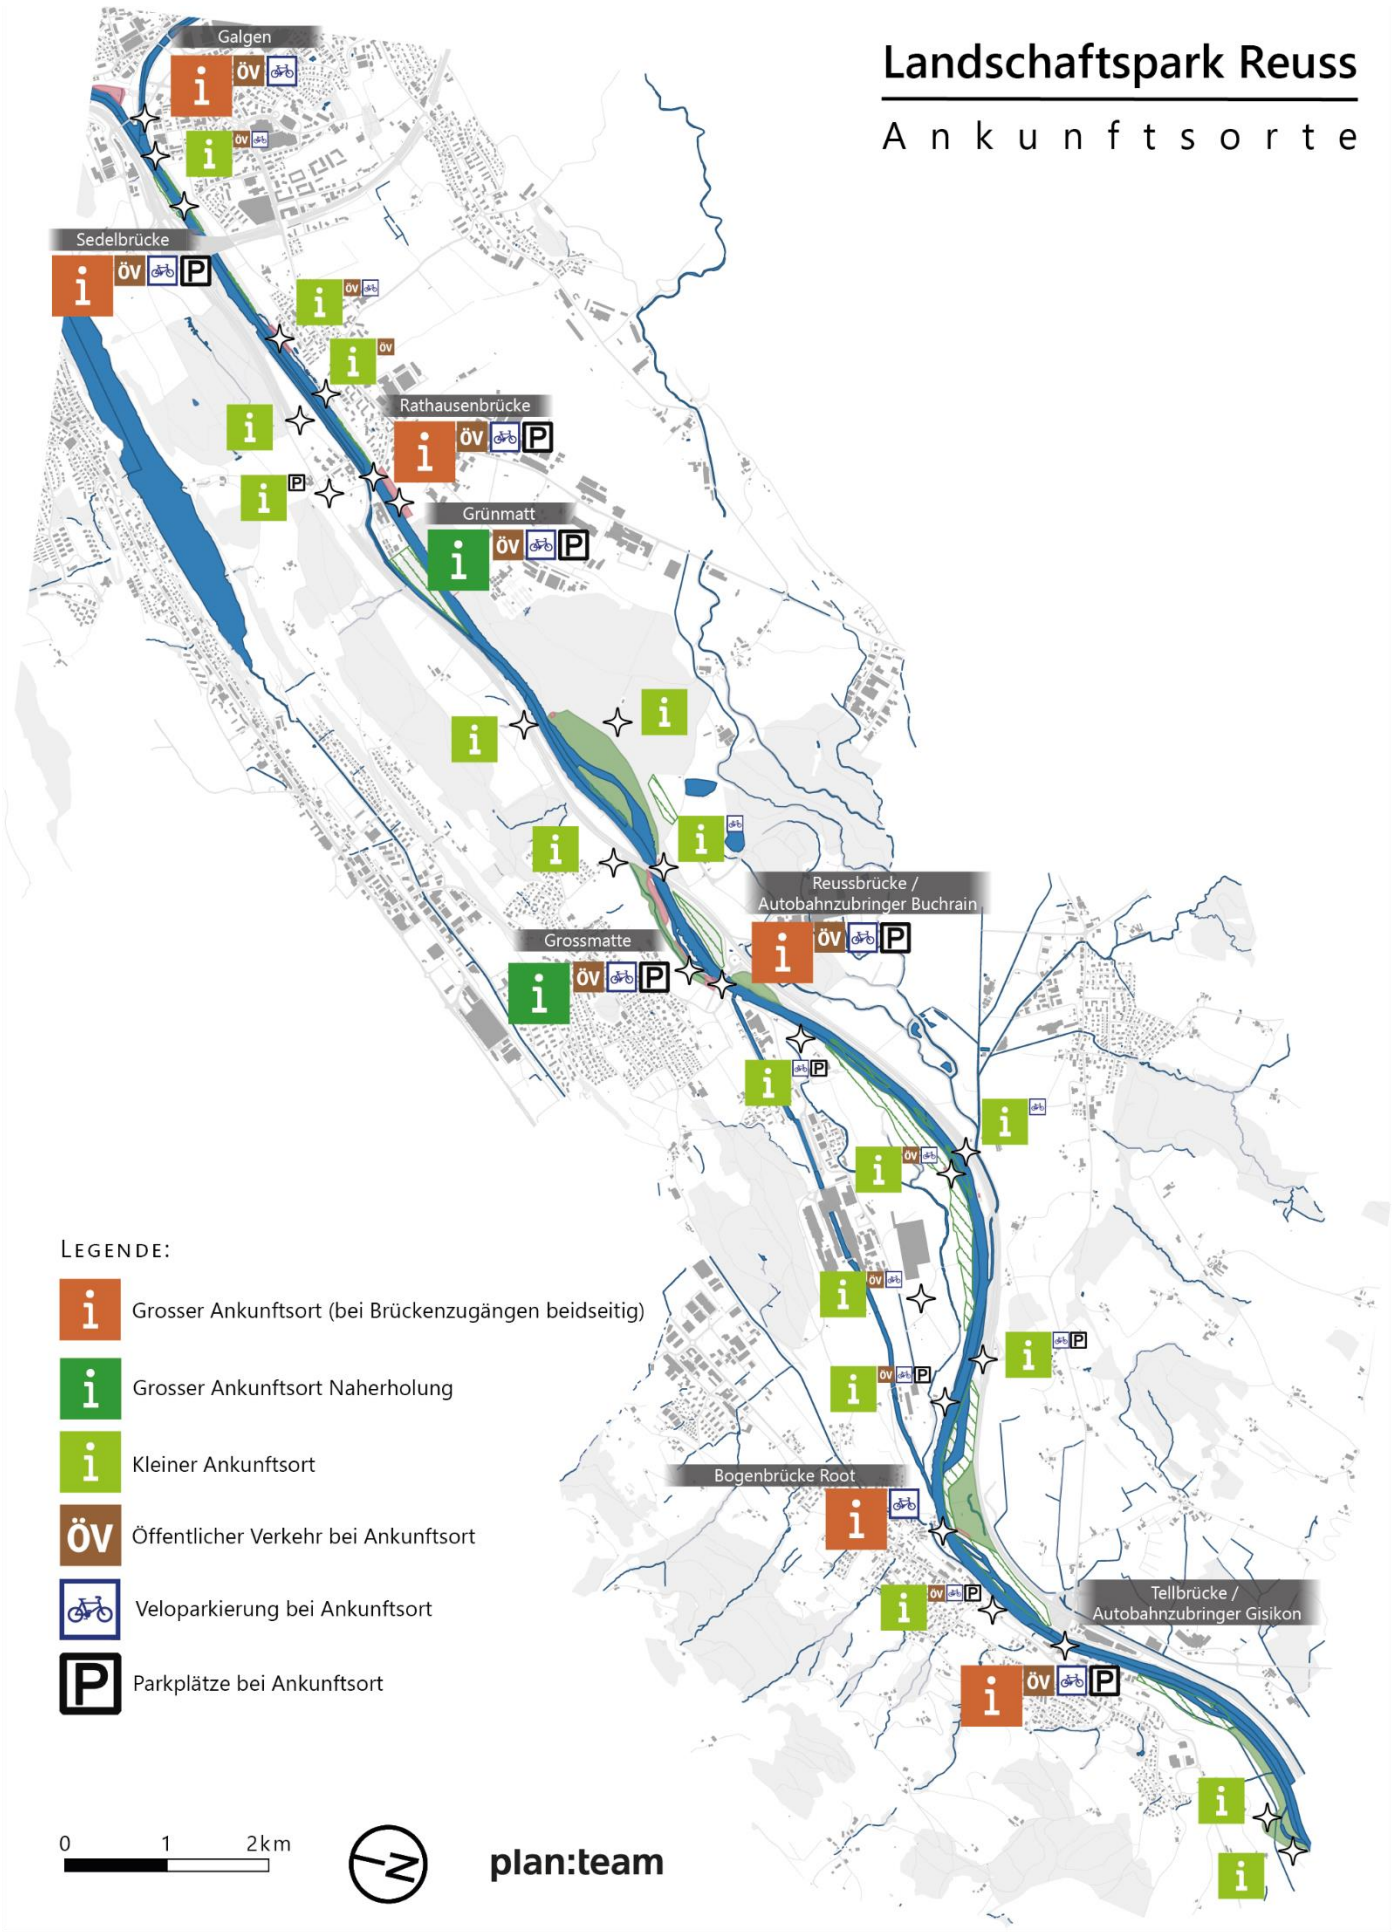 Landschaftspark Reuss
Ankunftsorte
Galgen
i ÖV
i ÖV
Sedelbrücke
i ÖV P
i ÖV
i ÖV
i
Rathausenbrücke
i ÖV P
i P
Grünmatt
i ÖV P
i
i
i
i
Reussbrücke /
Autobahnzubringer Buchrain
i ÖV P
Grossmatte
i ÖV P
i P
i
i ÖV
i ÖV
i P
i ÖV P
Bogenbrücke Root
i
Tellbrücke /
Autobahnzubringer Gisikon
i ÖV P
i ÖV P
i
i
LEGENDE:
i Grosser Ankunftsort (bei Brückenzugängen beidseitig)
i Grosser Ankunftsort Naherholung
i Kleiner Ankunftsort
ÖV Öffentlicher Verkehr bei Ankunftsort
Veloparkierung bei Ankunftsort
P Parkplätze bei Ankunftsort
0 1 2km
N
plan:team